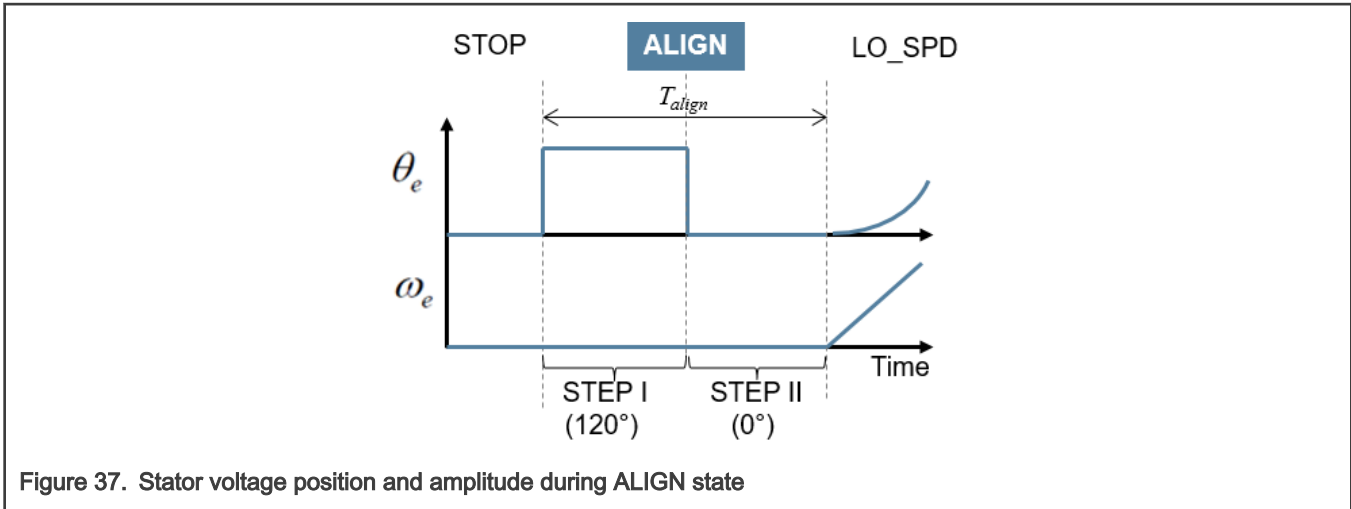 STOP ALIGN LO_SPD
T_align
θ_e
ω_e
Time
STEP I STEP II
(120°) (0°)
Figure 37. Stator voltage position and amplitude during ALIGN state